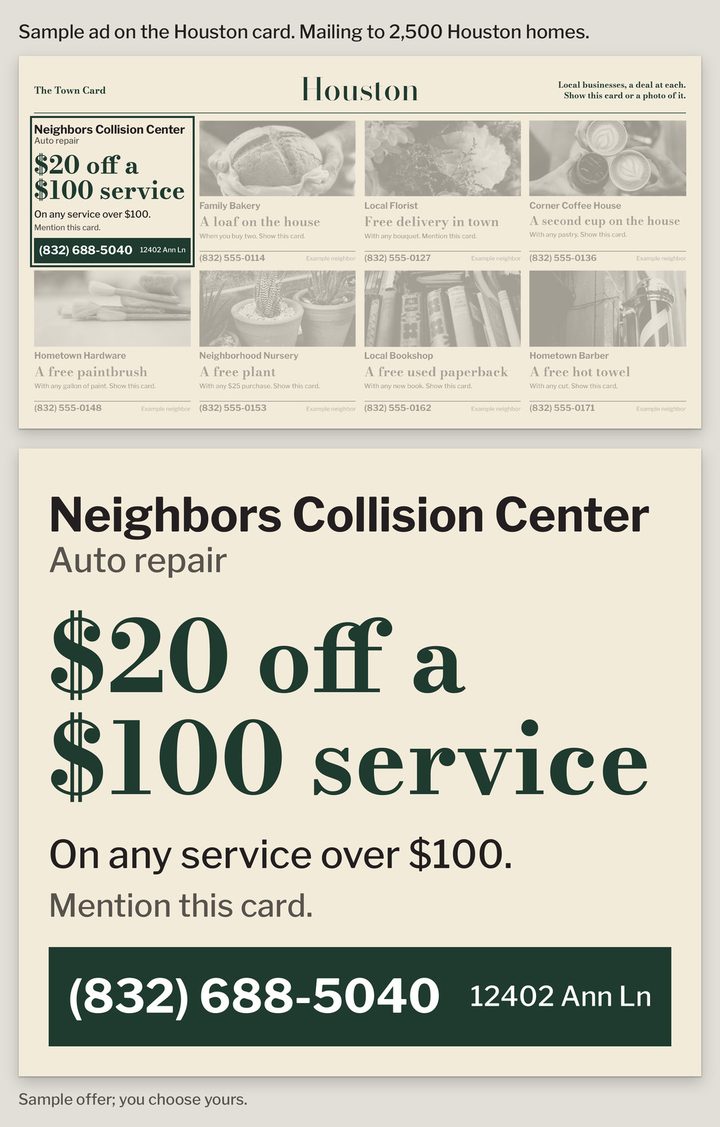 Sample ad on the Houston card. Mailing to 2,500 Houston homes.
The Town Card
Houston
Local businesses, a deal at each.
Show this card or a photo of it.
Neighbors Collision Center
Auto repair
$20 off a
$100 service
On any service over $100.
Mention this card.
(832) 688-5040 12402 Ann Ln
Family Bakery
A loaf on the house
When you buy two. Show this card.
(832) 555-0114 Example neighbor
Local Florist
Free delivery in town
With any bouquet. Mention this card.
(832) 555-0127 Example neighbor
Corner Coffee House
A second cup on the house
With any pastry. Show this card.
(832) 555-0136 Example neighbor
Hometown Hardware
A free paintbrush
With any gallon of paint. Show this card.
(832) 555-0148 Example neighbor
Neighborhood Nursery
A free plant
With any $25 purchase. Show this card.
(832) 555-0153 Example neighbor
Local Bookshop
A free used paperback
With any new book. Show this card.
(832) 555-0162 Example neighbor
Hometown Barber
A free hot towel
With any cut. Show this card.
(832) 555-0171 Example neighbor
Neighbors Collision Center
Auto repair
$20 off a
$100 service
On any service over $100.
Mention this card.
(832) 688-5040 12402 Ann Ln
Sample offer; you choose yours.